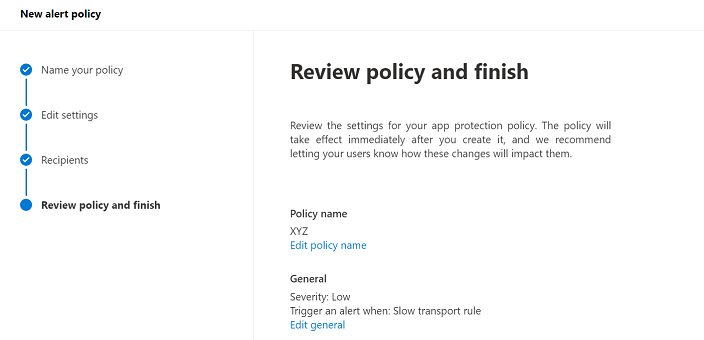 New alert policy
Name your policy
Edit settings
Recipients
Review policy and finish
Review policy and finish
Review the settings for your app protection policy. The policy will
take effect immediately after you create it, and we recommend
letting your users know how these changes will impact them.
Policy name
XYZ
Edit policy name
General
Severity: Low
Trigger an alert when: Slow transport rule
Edit general